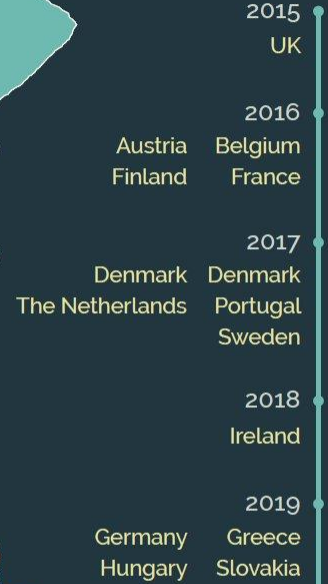 2015
UK
2016
Austria Belgium
Finland France
2017
Denmark Denmark
The Netherlands Portugal
Sweden
2018
Ireland
2019
Germany Greece
Hungary Slovakia